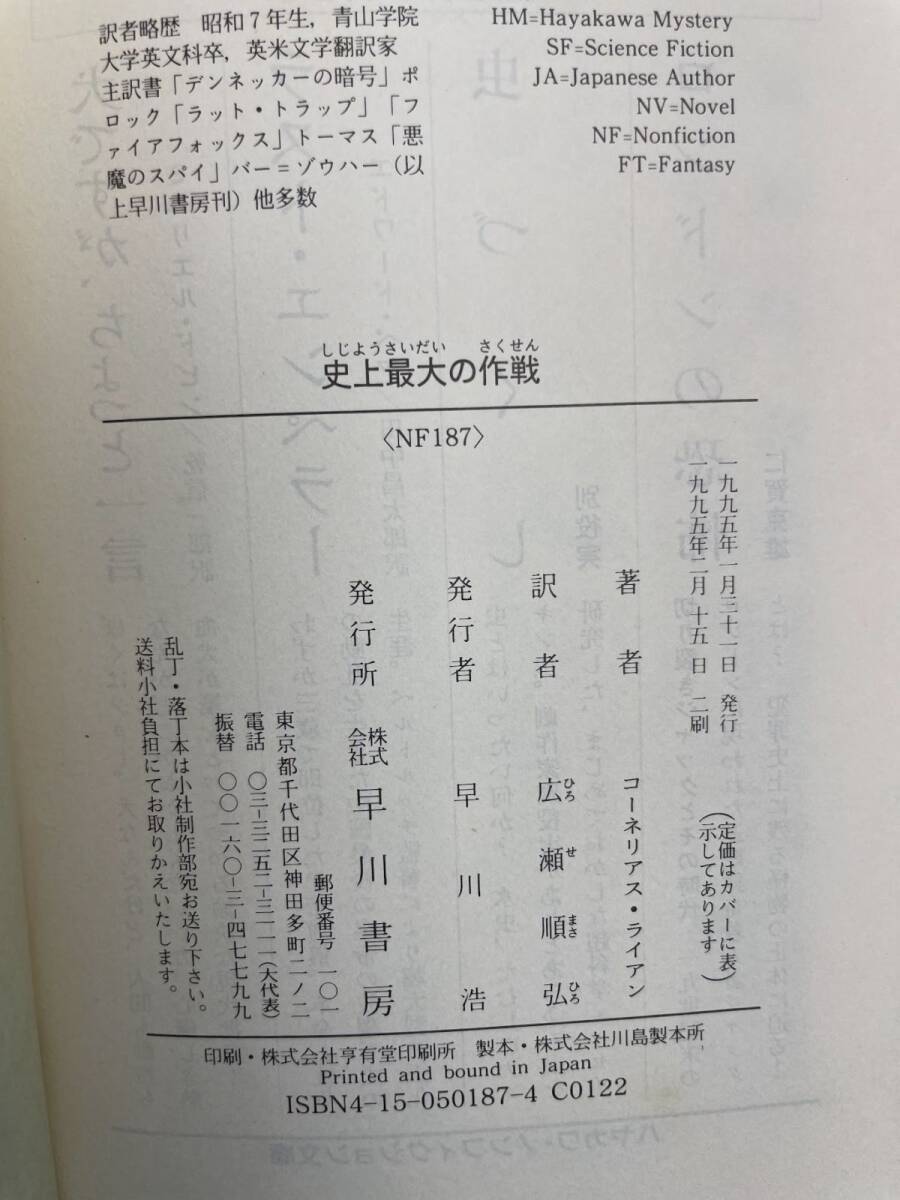 訳者略歴 昭和7年生,青山学院
大学英文科卒,英米文学翻訳家
主訳書「デンネッカーの暗号」ポ
ロック「ラット・トラップ」「フ
ァイアフォックス」トーマス「悪
魔のスパイ」バー=ゾウハー(以
上早川書房刊)他多数
HM=Hayakawa Mystery
SF=Science Fiction
JA=Japanese Author
NV=Novel
NF=Nonfiction
FT=Fantasy
しじようさいだい さくせん
史上最大の作戦
〈NF187〉
一九九五年一月三十一日 発行
一九九五年二月十五日 二刷
(定価はカバーに表
示してあります)
著者 コーネリアス・ライアン
訳者 広瀬順弘
ひろ せ まさ ひろ
発行者 早川浩
発行所 株式会社 早川書房
郵便番号 一〇一
東京都千代田区神田多町二ノ二
電話 〇三-三二五二-三一一一(大代表)
振替 〇〇一六〇-三-四七七九九
乱丁・落丁本は小社制作部宛お送り下さい。
送料小社負担にてお取りかえいたします。
印刷・株式会社亨有堂印刷所 製本・株式会社川島製本所
Printed and bound in Japan
ISBN4-15-050187-4 C0122